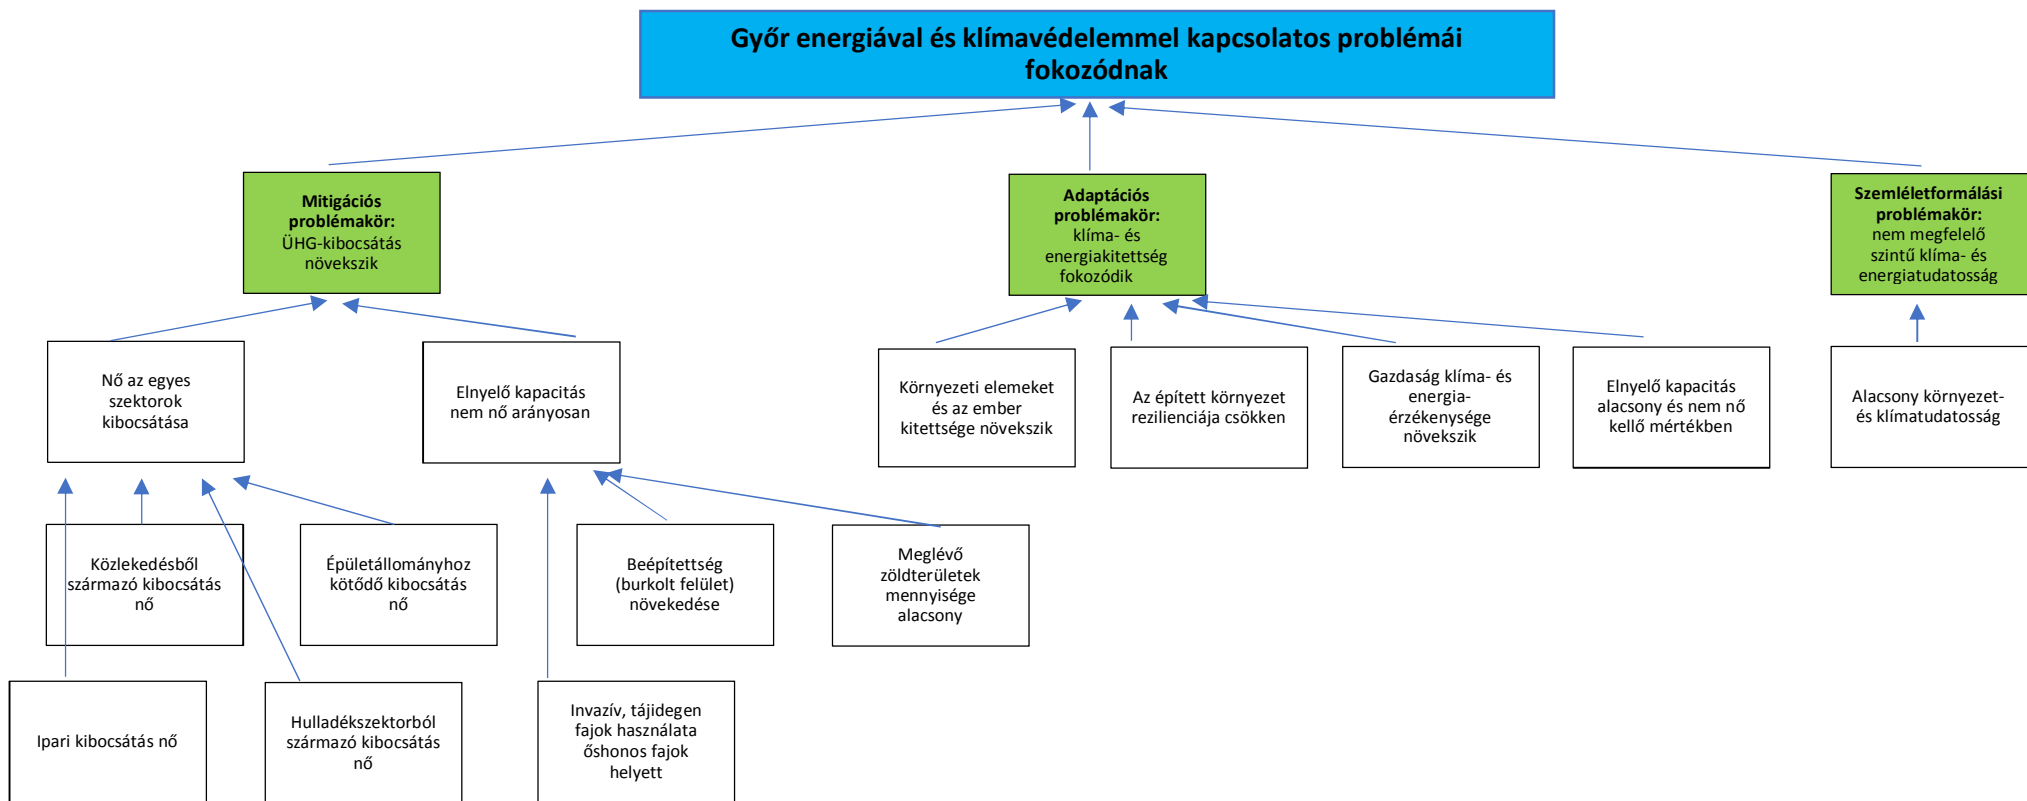 Győr energiával és klímavédelemmel kapcsolatos problémái
fokozódnak
Mitigációs
problémakör:
ÜHG-kibocsátás
növekszik
Adaptációs
problémakör:
klíma- és
energiakitettség
fokozódik
Szemléletformálási
problémakör:
nem megfelelő
szintű klíma- és
energiatudatosság
Nő az egyes
szektorok
kibocsátása
Elnyelő kapacitás
nem nő arányosan
Környezeti elemeket
és az ember
kitettsége növekszik
Az épített környezet
rezilienciája csökken
Gazdaság klíma- és
energia-
érzékenysége
növekszik
Elnyelő kapacitás
alacsony és nem nő
kellő mértékben
Alacsony környezet-
és klímatudatosság
Közlekedésből
származó kibocsátás
nő
Épületállományhoz
kötődő kibocsátás
nő
Beépítettség
(burkolt felület)
növekedése
Meglévő
zöldterületek
mennyisége
alacsony
Ipari kibocsátás nő
Hulladékszektorból
származó kibocsátás
nő
Invazív, tájidegen
fajok használata
őshonos fajok
helyett